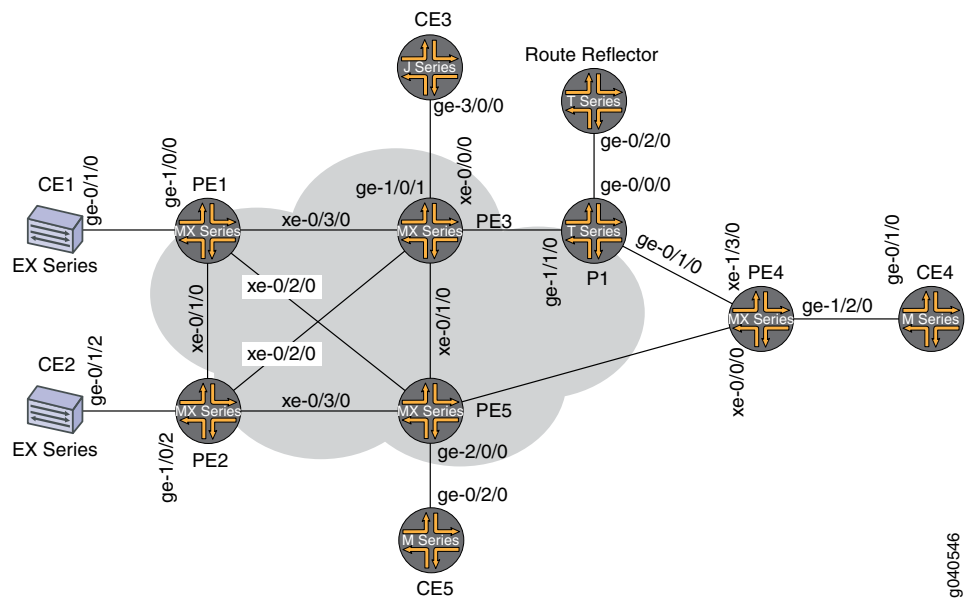 CE3
J Series
ge-3/0/0
Route Reflector
T Series
ge-0/2/0
ge-0/0/0
CE1
ge-0/1/0
EX Series
ge-1/0/0
PE1
MX Series
xe-0/3/0
ge-1/0/1
xe-0/0/0
MX Series
PE3
T Series
ge-1/1/0
P1
ge-0/1/0
xe-1/3/0
PE4
MX Series
xe-0/0/0
ge-1/2/0
ge-0/1/0
CE4
M Series
xe-0/1/0
xe-0/2/0
xe-0/2/0
xe-0/1/0
CE2
ge-0/1/2
EX Series
ge-1/0/2
MX Series
PE2
xe-0/3/0
MX Series
PE5
ge-2/0/0
ge-0/2/0
M Series
CE5
g040546